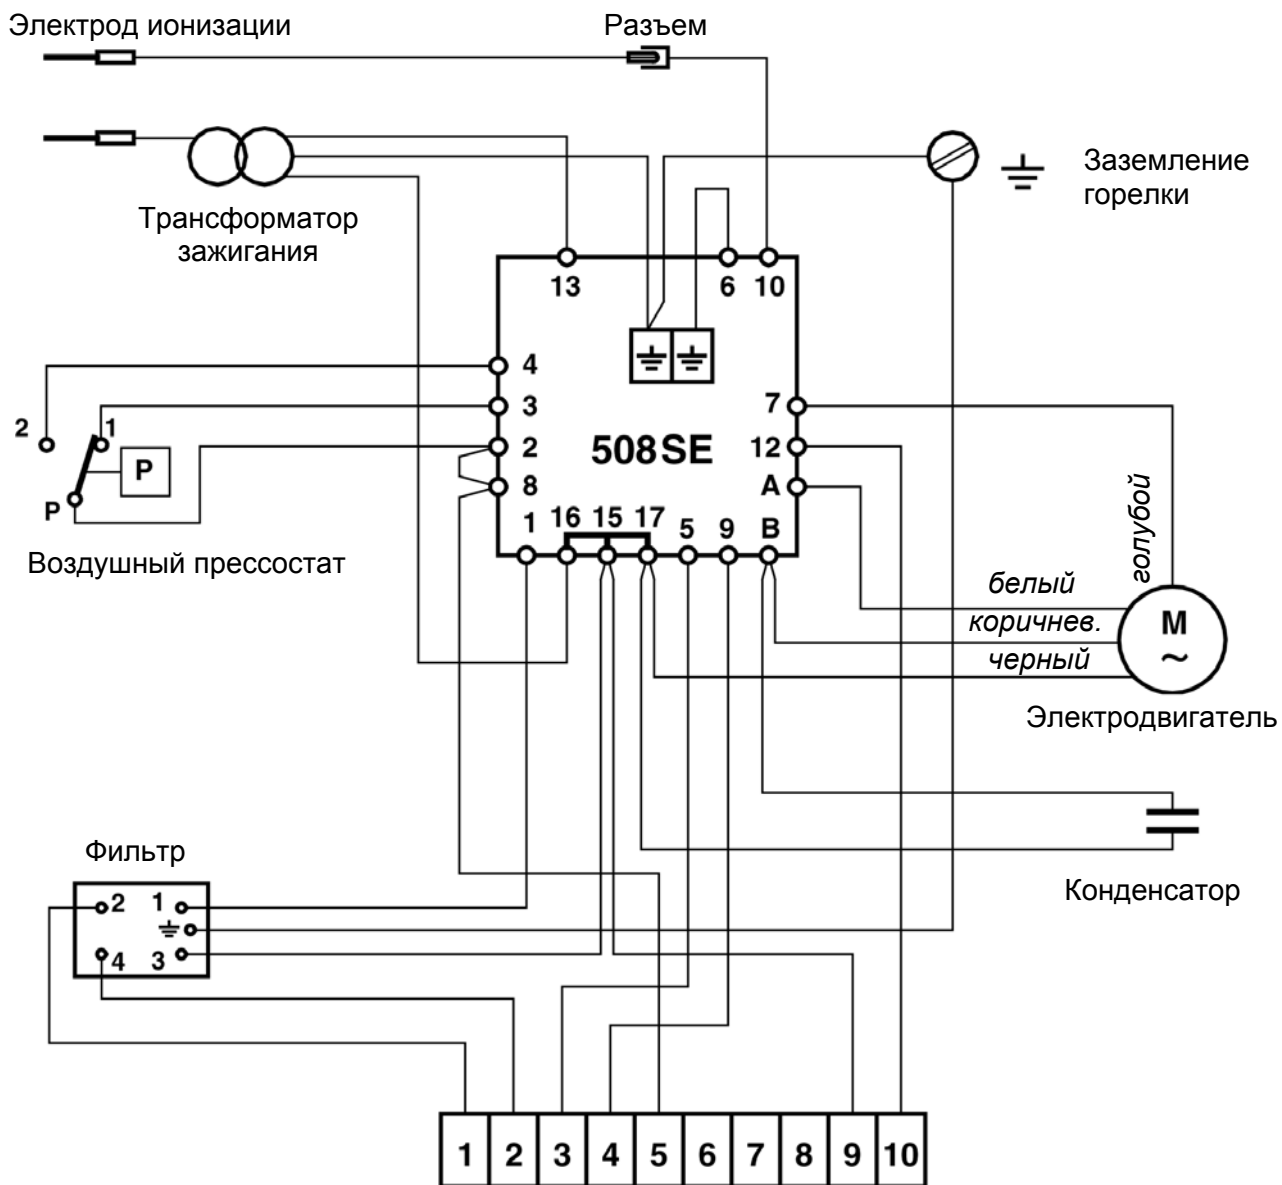 Электрод ионизации
Разъем
Заземление
горелки
Трансформатор
зажигания
13
6
10
4
3
2
8
7
12
A
508SE
2
1
P
P
1
16
15
17
5
9
B
Воздушный прессостат
голубой
белый
коричнев.
черный
M
~
Электродвигатель
Фильтр
2
1
4
3
Конденсатор
1 2 3 4 5 6 7 8 9 10